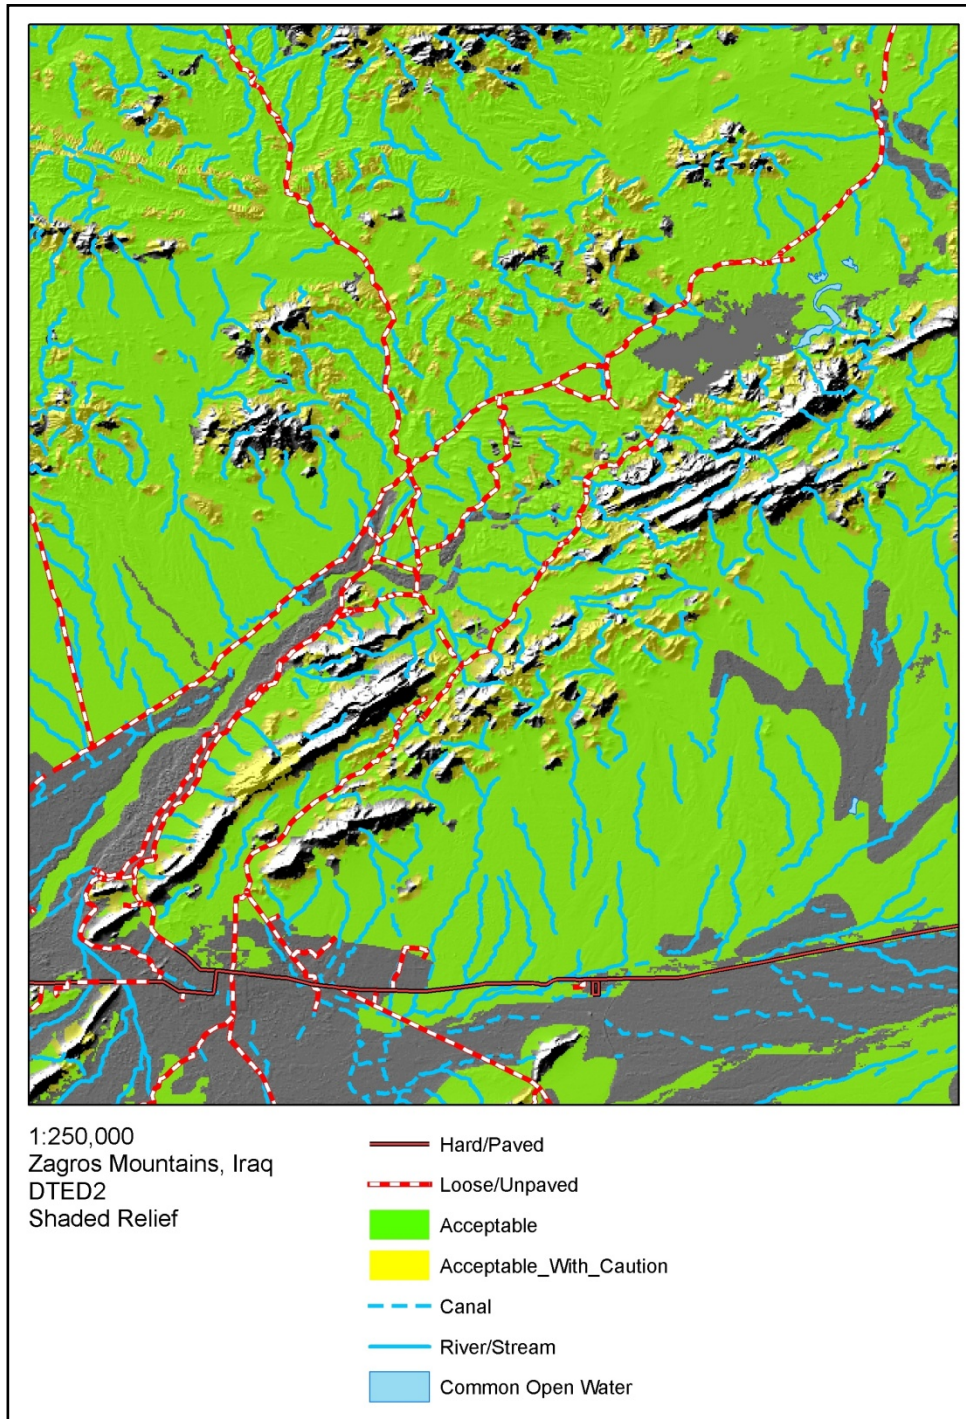 1:250,000
Zagros Mountains, Iraq
DTED2
Shaded Relief
Hard/Paved
Loose/Unpaved
Acceptable
Acceptable_With_Caution
Canal
River/Stream
Common Open Water